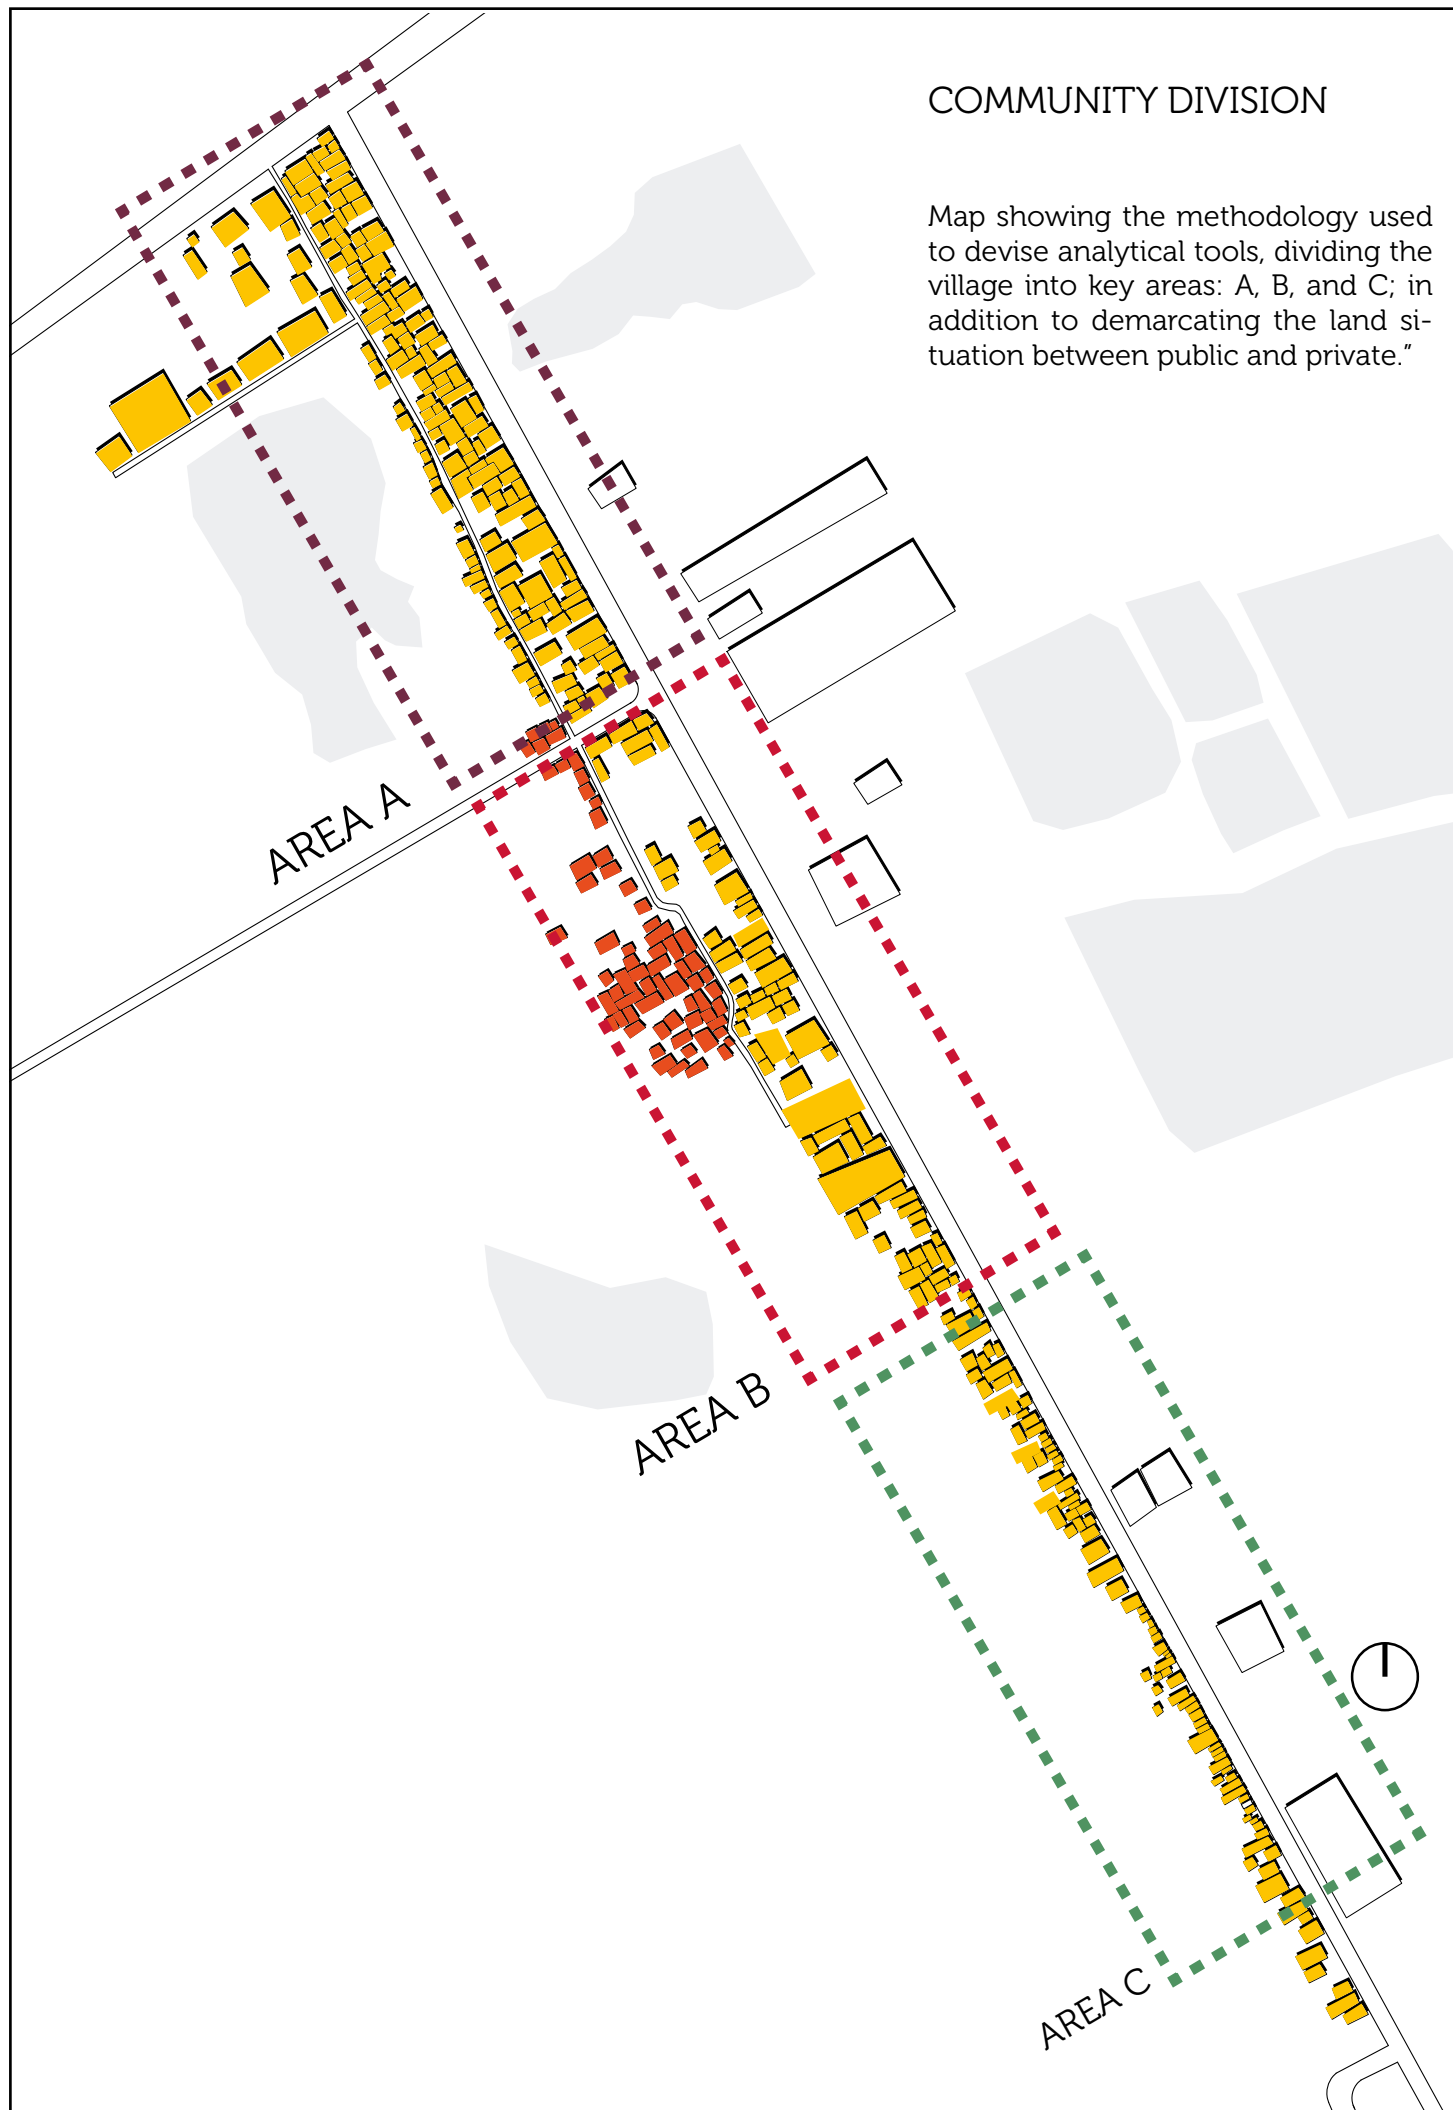 COMMUNITY DIVISION
Map showing the methodology used
to devise analytical tools, dividing the
village into key areas: A, B, and C; in
addition to demarcating the land si-
tuation between public and private.”
AREA A
AREA B
AREA C